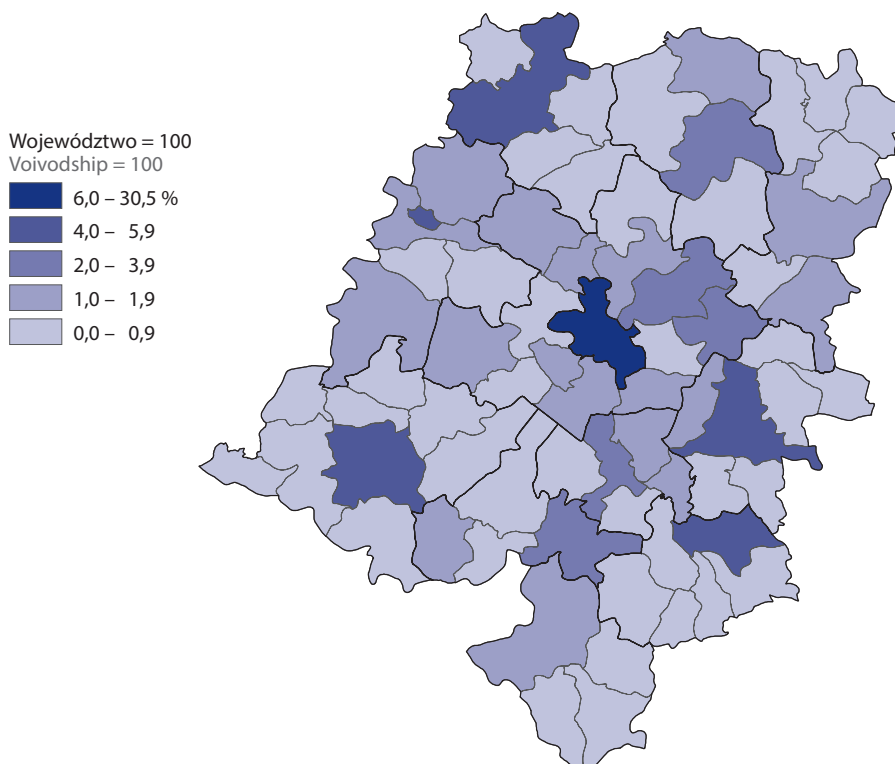 Województwo = 100
Voivodship = 100
6,0 – 30,5 %
4,0 – 5,9
2,0 – 3,9
1,0 – 1,9
0,0 – 0,9